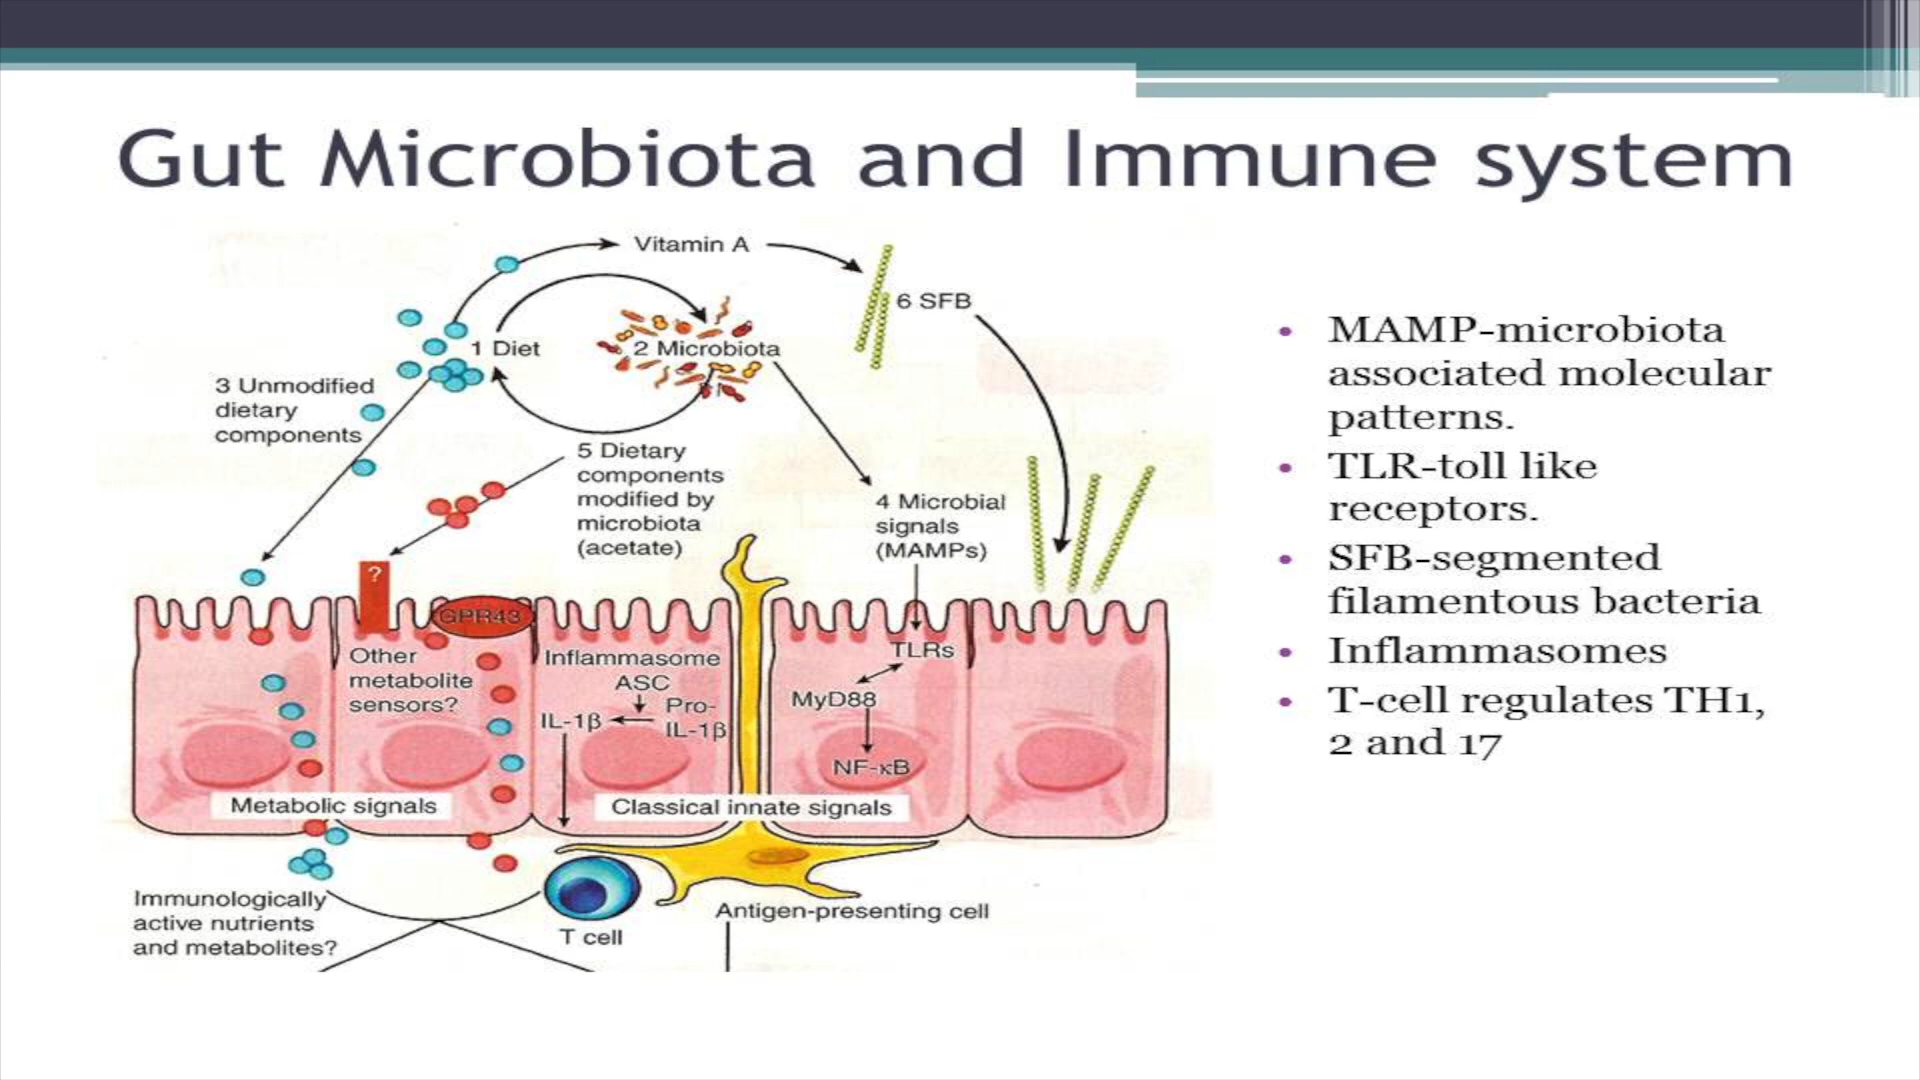 Gut Microbiota and Immune system
Vitamin A
6 SFB
1 Diet
2 Microbiota
3 Unmodified
dietary
components
5 Dietary
components
modified by
microbiota
(acetate)
4 Microbial
signals
(MAMPs)
?
GPR43
Other
metabolite
sensors?
Inflammasome
ASC
Pro-
IL-1β
IL-1β
TLRs
MyD88
NF-κB
Metabolic signals
Classical innate signals
Immunologically
active nutrients
and metabolites?
T cell
Antigen-presenting cell
• MAMP-microbiota
associated molecular
patterns.
• TLR-toll like
receptors.
• SFB-segmented
filamentous bacteria
• Inflammasomes
• T-cell regulates TH1,
2 and 17